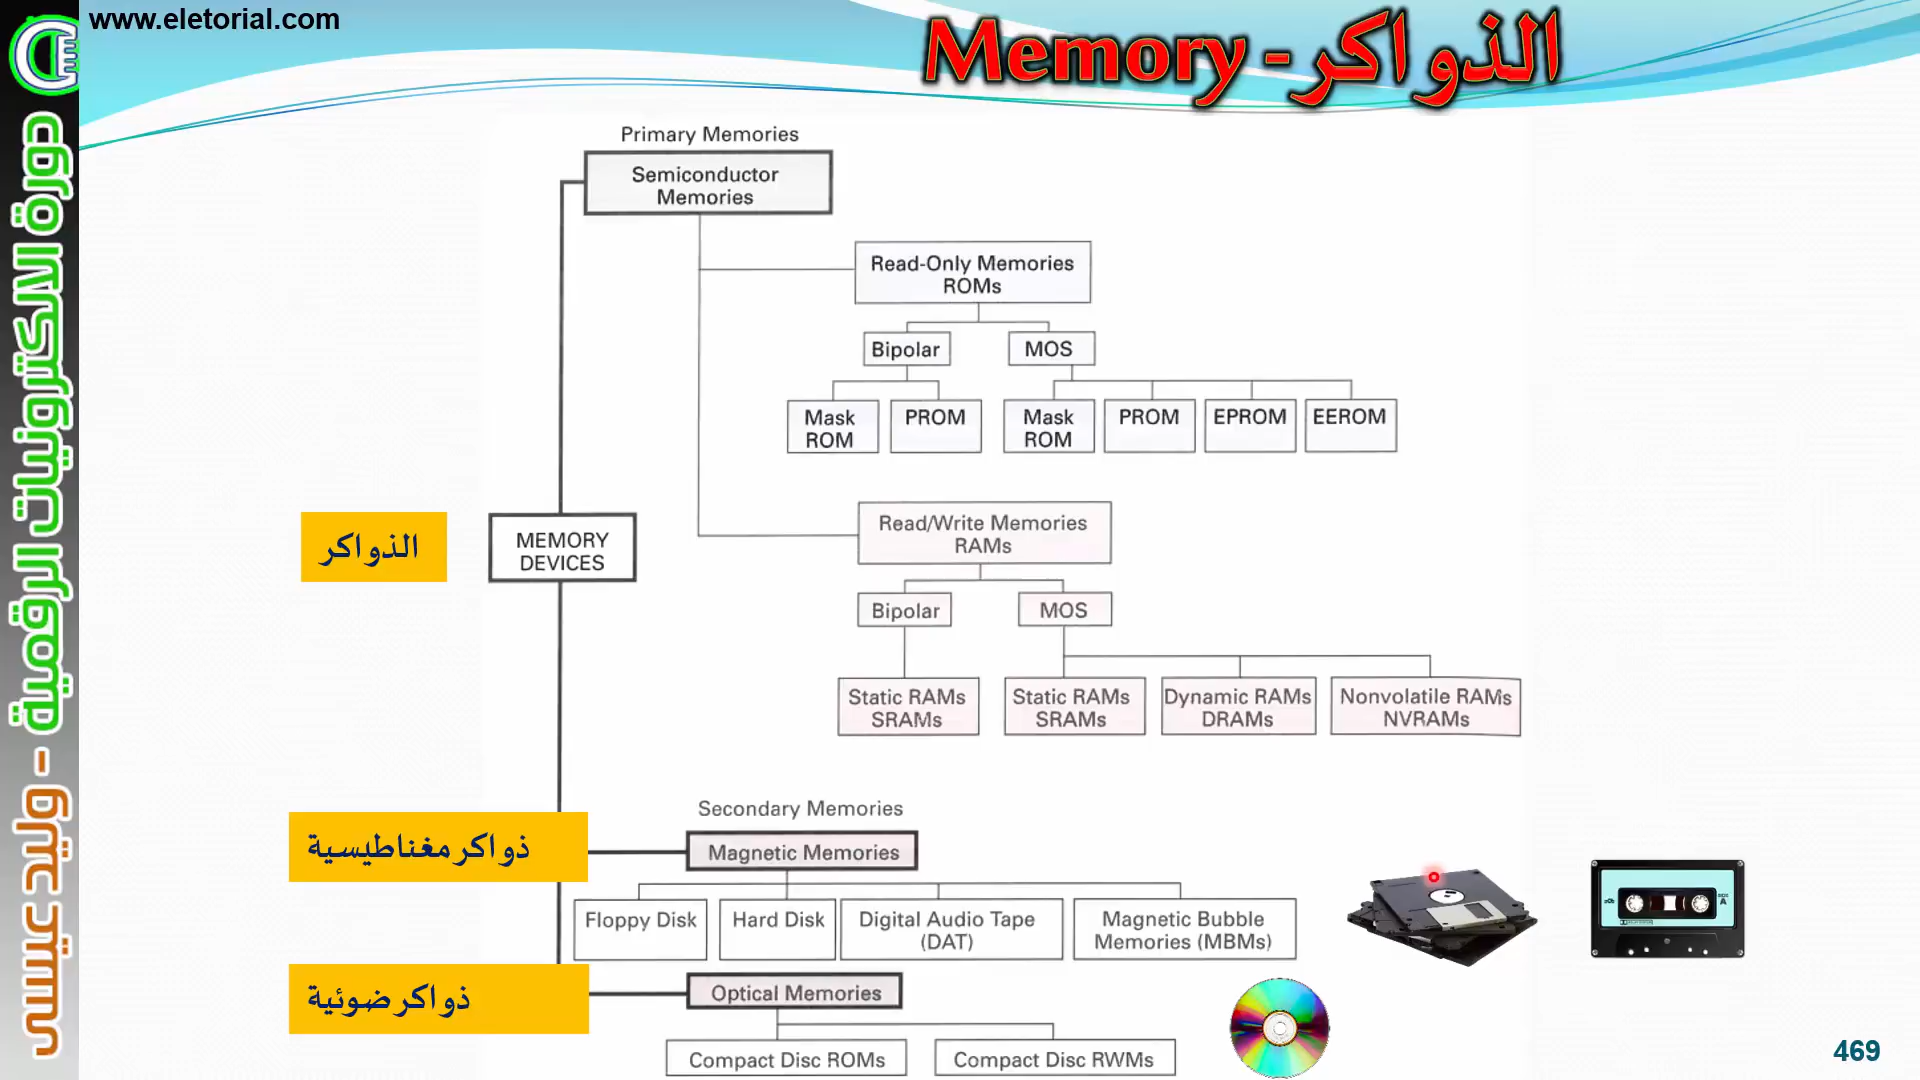 www.eletorial.com
الذواكر - Memory
دورة الالكترونيات الرقمية - وليد عيسى
Primary Memories
Semiconductor
Memories
Read-Only Memories
ROMs
Bipolar
MOS
Mask
ROM
PROM
Mask
ROM
PROM
EPROM
EEROM
الذواكر
MEMORY
DEVICES
Read/Write Memories
RAMs
Bipolar
MOS
Static RAMs
SRAMs
Static RAMs
SRAMs
Dynamic RAMs
DRAMs
Nonvolatile RAMs
NVRAMs
Secondary Memories
ذواكر مغناطيسية
Magnetic Memories
Floppy Disk
Hard Disk
Digital Audio Tape
(DAT)
Magnetic Bubble
Memories (MBMs)
ذواكر ضوئية
Optical Memories
Compact Disc ROMs
Compact Disc RWMs
A
469